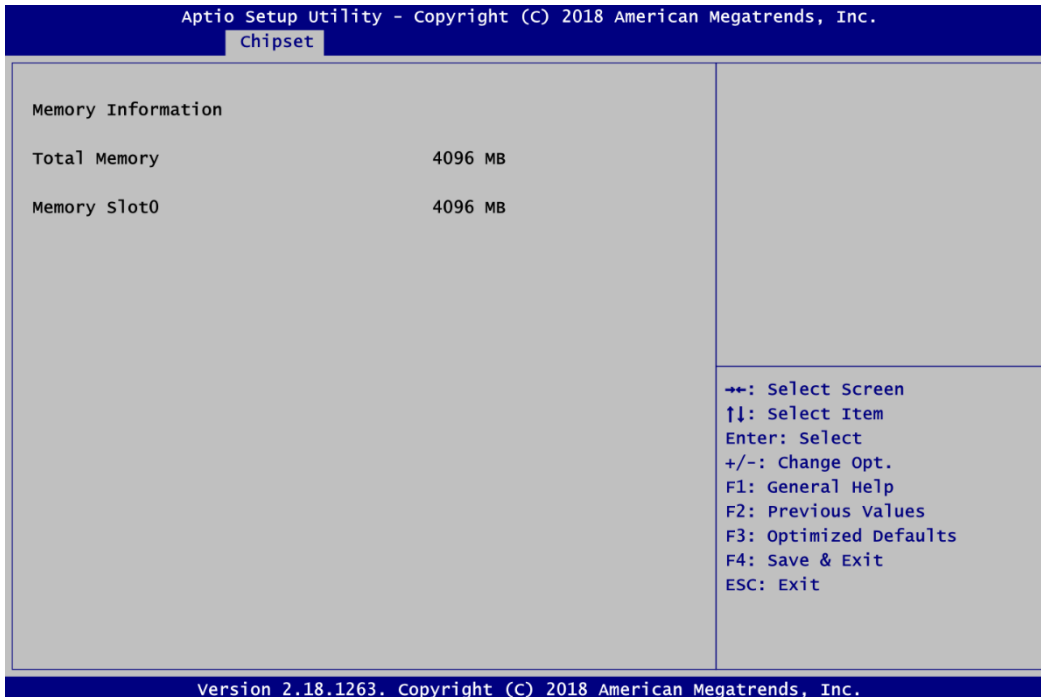 Aptio Setup Utility - Copyright (C) 2018 American Megatrends, Inc.
Chipset
Memory Information
Total Memory 4096 MB
Memory Slot0 4096 MB
→←: Select Screen
↑↓: Select Item
Enter: Select
+/-: Change Opt.
F1: General Help
F2: Previous Values
F3: Optimized Defaults
F4: Save & Exit
ESC: Exit
Version 2.18.1263. Copyright (C) 2018 American Megatrends, Inc.